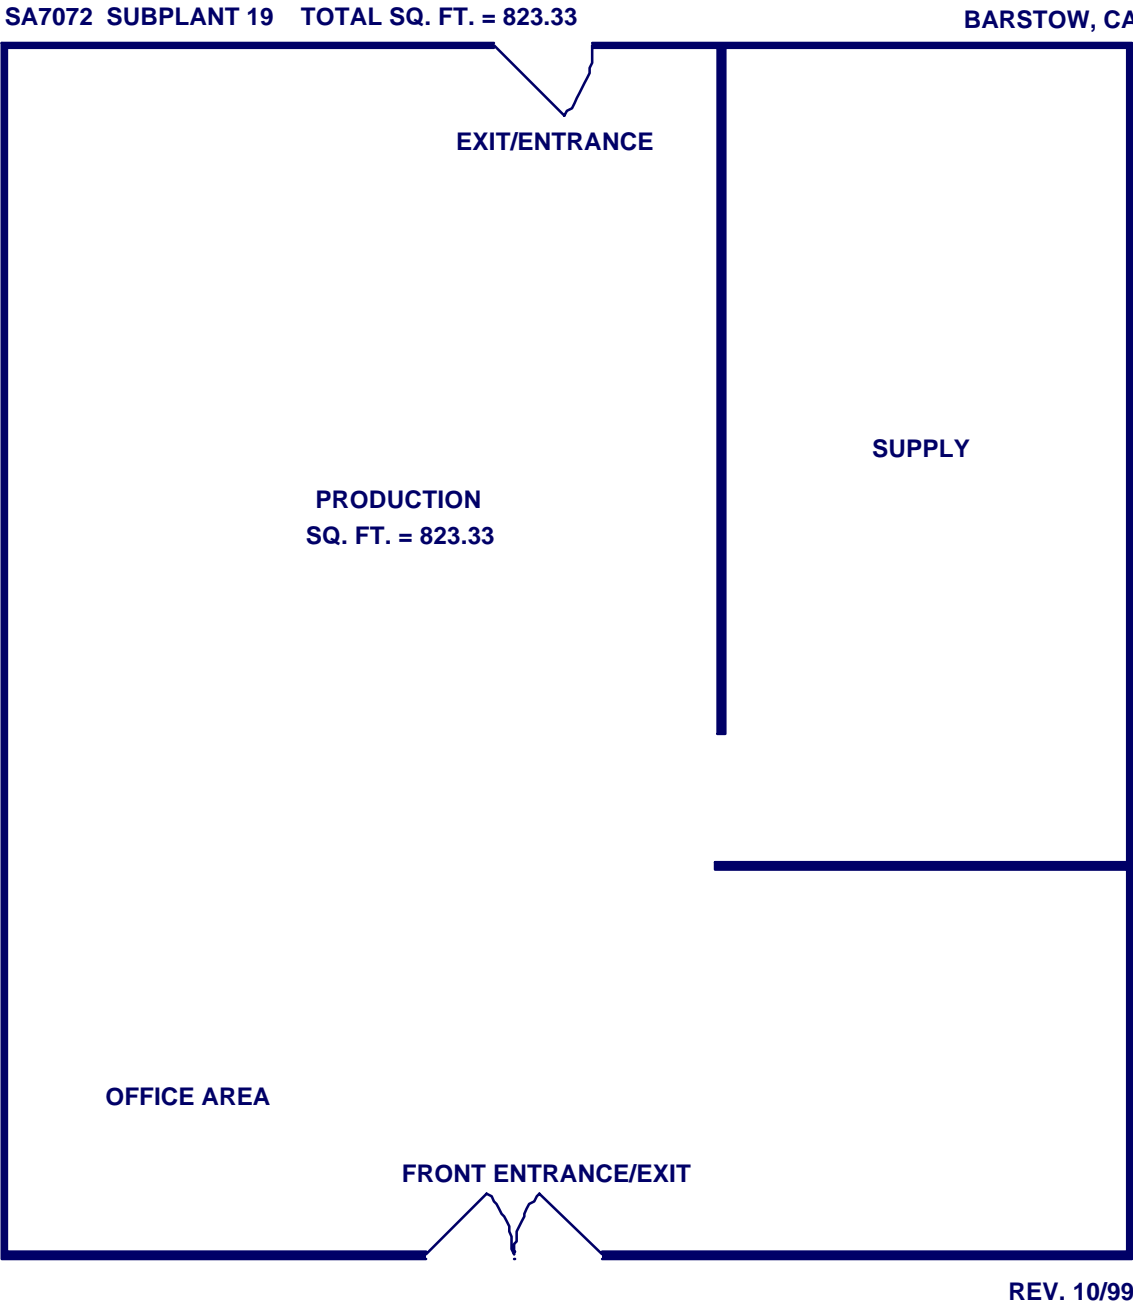 SA7072 SUBPLANT 19 TOTAL SQ. FT. = 823.33
BARSTOW, CA
EXIT/ENTRANCE
SUPPLY
PRODUCTION
SQ. FT. = 823.33
OFFICE AREA
FRONT ENTRANCE/EXIT
REV. 10/99